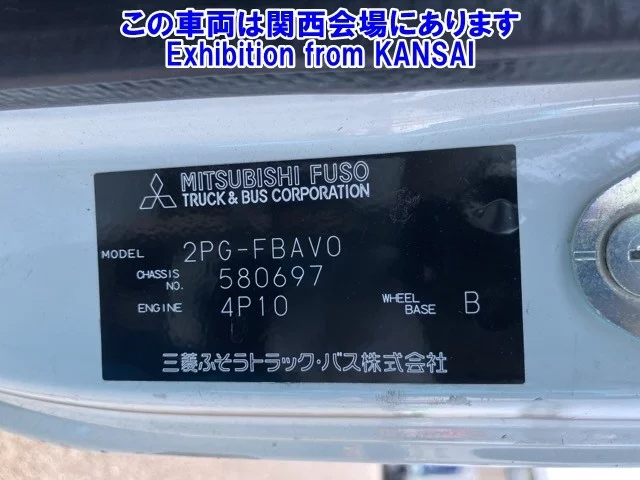 この車両は関西会場にあります
Exhibition from KANSAI
MITSUBISHI FUSO
TRUCK & BUS CORPORATION
MODEL 2PG-FBAV0
CHASSIS NO. 580697
ENGINE 4P10 WHEEL BASE B
三菱ふそうトラック・バス株式会社